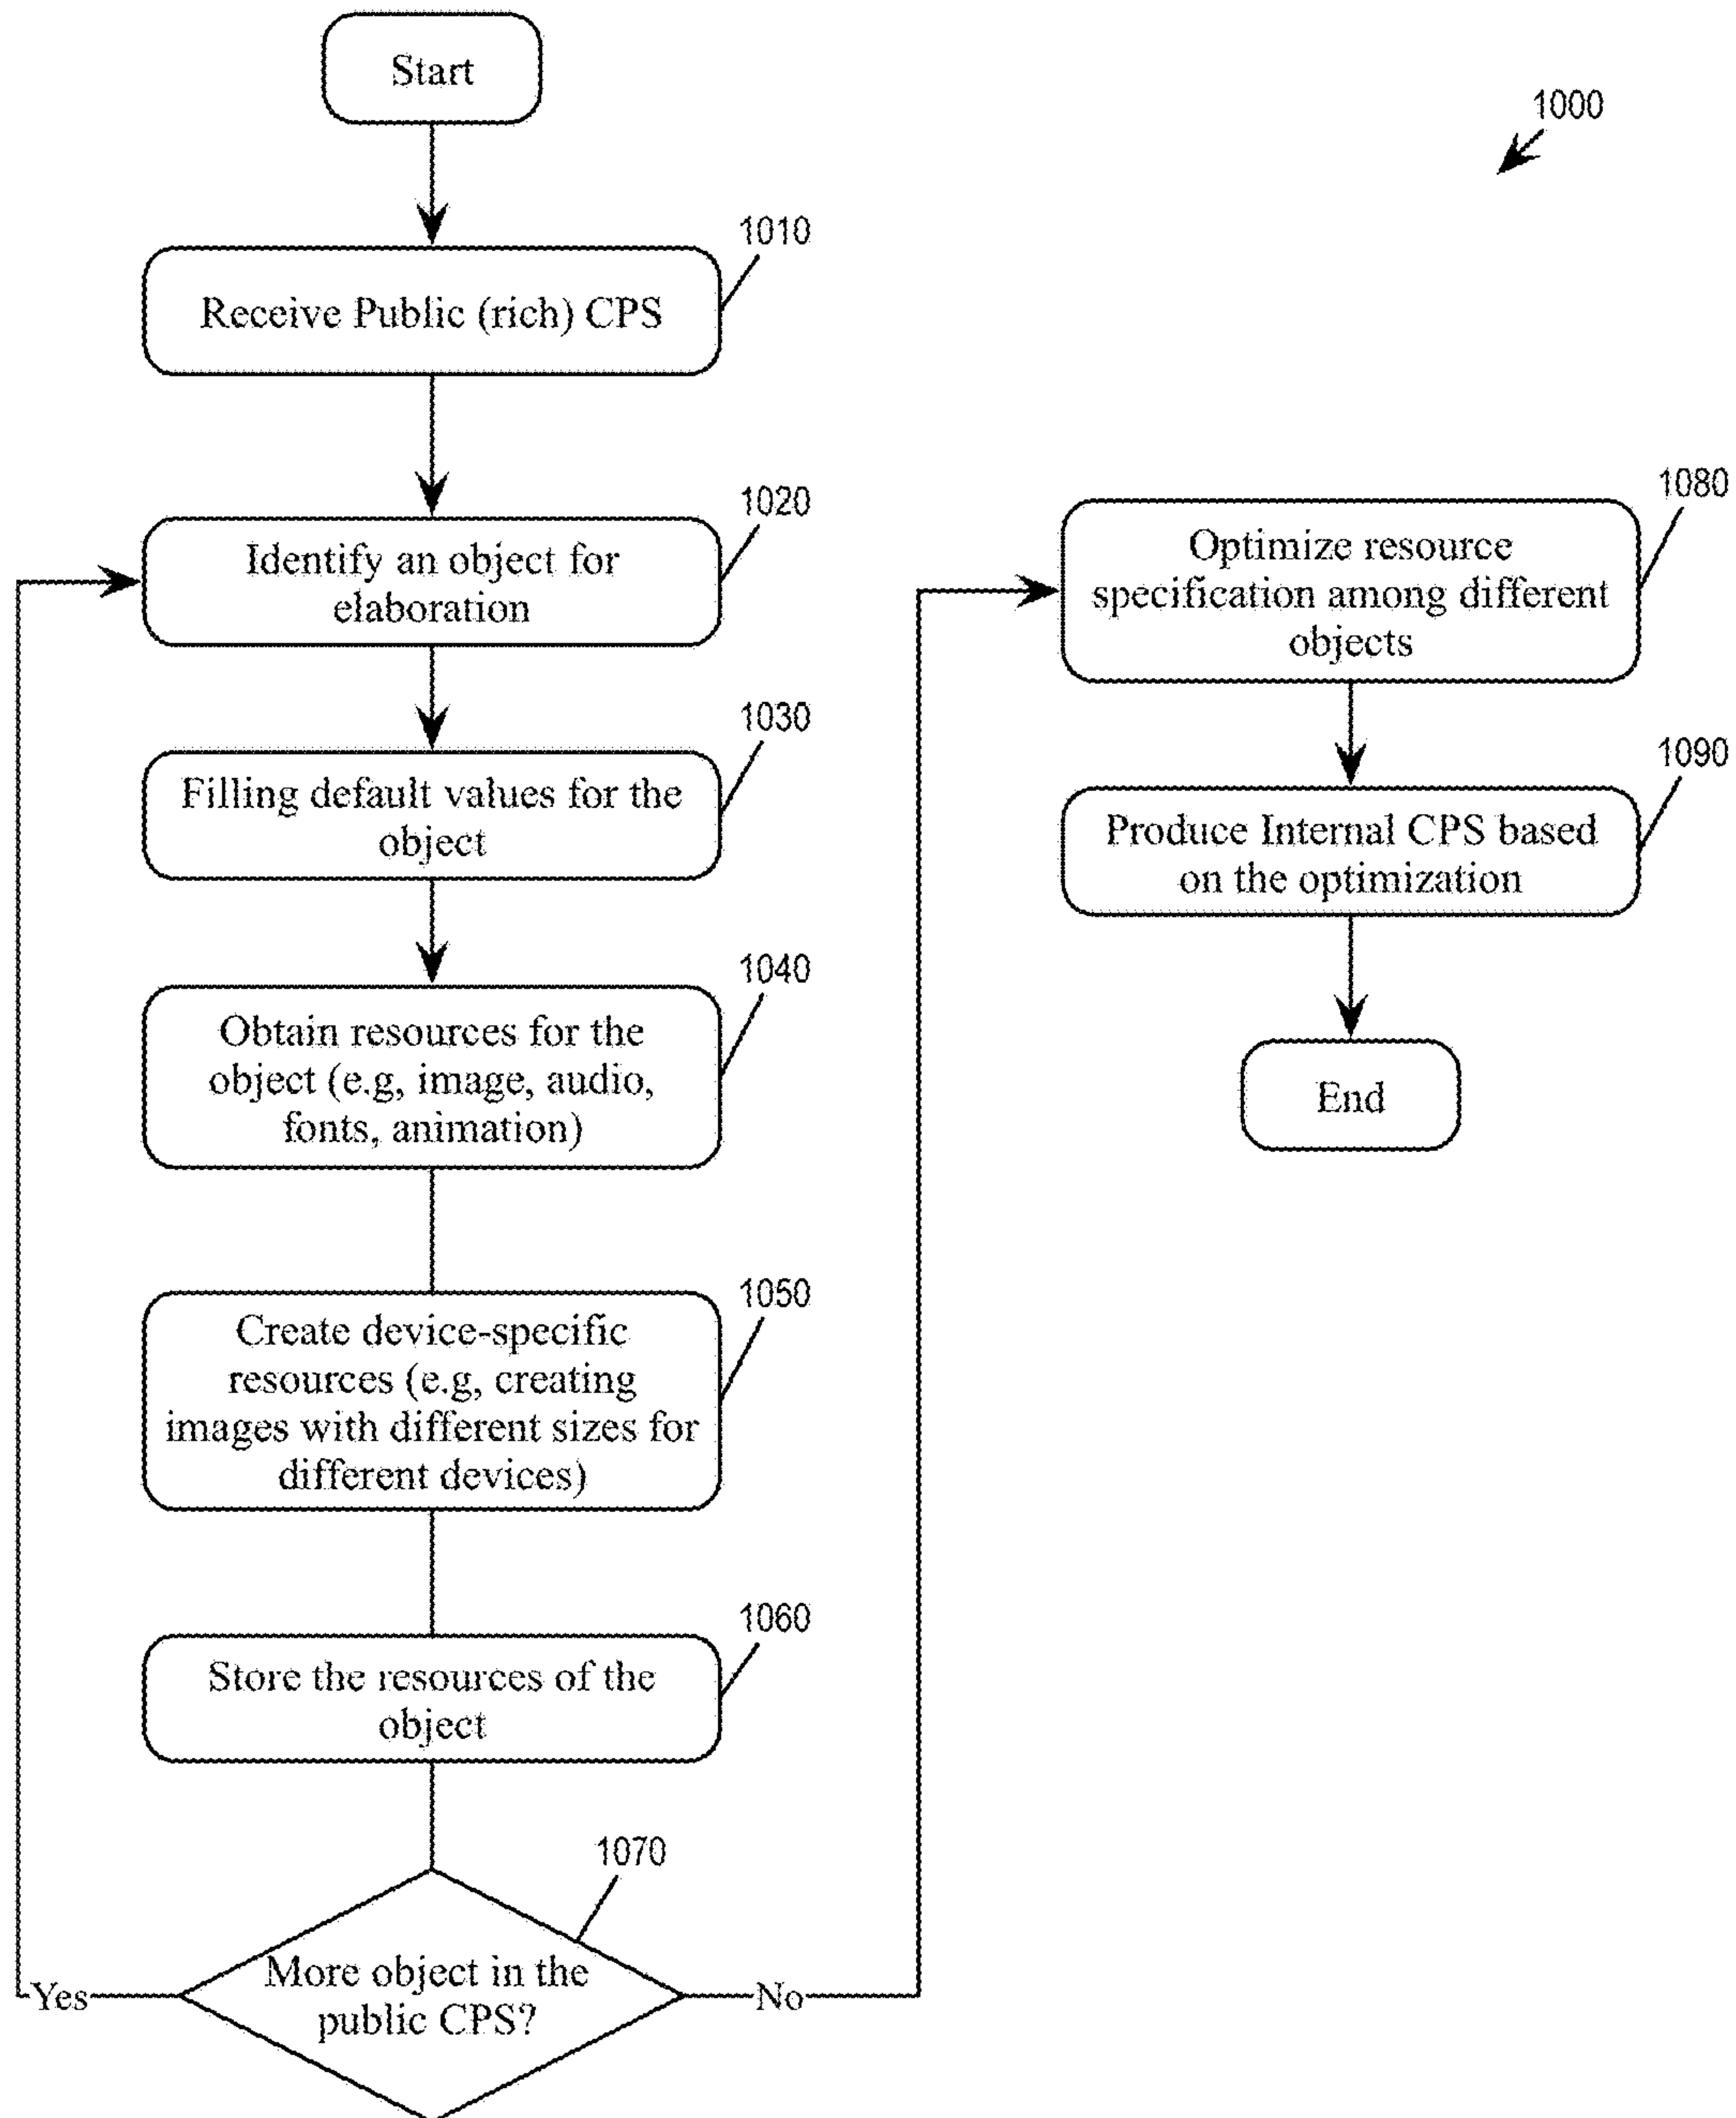 Start
1000
1010
Receive Public (rich) CPS
1020
Identify an object for
elaboration
1030
Filling default values for the
object
1040
Obtain resources for the
object (e.g, image, audio,
fonts, animation)
1050
Create device-specific
resources (e.g, creating
images with different sizes for
different devices)
1060
Store the resources of the
object
1070
More object in the
public CPS?
Yes
No
1080
Optimize resource
specification among different
objects
1090
Produce Internal CPS based
on the optimization
End